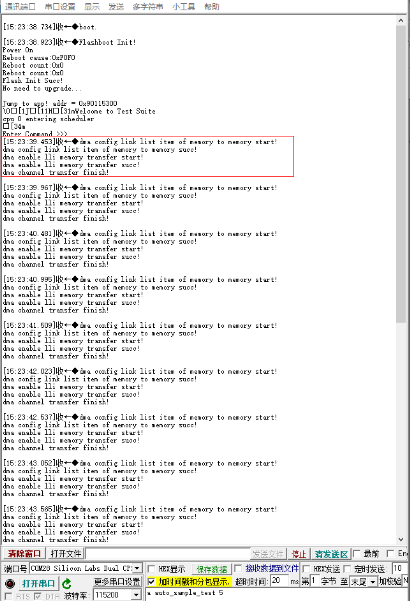 通讯端口 串口设置 显示 发送 多字符串 小工具 帮助
[15:23:38.734]收←◆boot.
[15:23:38.923]收←◆Flashboot Init!
Power On
Reboot cause:0xF0F0
Reboot count:0x0
Reboot count:0x0
Flash Init Succ!
No need to upgrade...
Jump to app! addr = 0x90115300
Welcome to Test Suite
cpu 0 entering scheduler
[34m
Enter Command >>>
[15:23:39.453]收←◆dma config link list item of memory to memory start!
dma config link list item of memory to memory succ!
dma enable lli memory transfer start!
dma enable lli memory transfer succ!
dma channel transfer finish!
[15:23:39.967]收←◆dma config link list item of memory to memory start!
dma config link list item of memory to memory succ!
dma enable lli memory transfer start!
dma enable lli memory transfer succ!
dma channel transfer finish!
[15:23:40.481]收←◆dma config link list item of memory to memory start!
dma config link list item of memory to memory succ!
dma enable lli memory transfer start!
dma enable lli memory transfer succ!
dma channel transfer finish!
[15:23:40.995]收←◆dma config link list item of memory to memory start!
dma config link list item of memory to memory succ!
dma enable lli memory transfer start!
dma enable lli memory transfer succ!
dma channel transfer finish!
[15:23:41.509]收←◆dma config link list item of memory to memory start!
dma config link list item of memory to memory succ!
dma enable lli memory transfer start!
dma enable lli memory transfer succ!
dma channel transfer finish!
[15:23:42.023]收←◆dma config link list item of memory to memory start!
dma config link list item of memory to memory succ!
dma enable lli memory transfer start!
dma enable lli memory transfer succ!
dma channel transfer finish!
[15:23:42.537]收←◆dma config link list item of memory to memory start!
dma config link list item of memory to memory succ!
dma enable lli memory transfer start!
dma enable lli memory transfer succ!
dma channel transfer finish!
[15:23:43.052]收←◆dma config link list item of memory to memory start!
dma config link list item of memory to memory succ!
dma enable lli memory transfer start!
dma enable lli memory transfer succ!
dma channel transfer finish!
[15:23:43.565]收←◆dma config link list item of memory to memory start!
dma config link list item of memory to memory succ!
dma enable lli memory transfer start!
dma enable lli memory transfer succ!
dma channel transfer finish!
清除窗口 打开文件 发送文件 停止 清发送区 最前 Eng
端口号 COM20 Silicon Labs Dual CP HEX显示 保存数据 接收数据到文件 HEX发送 定时发送 10
打开串口 更多串口设置 加时间戳和分包显示. 超时时间: 20 ms 第 1 字节 至 末尾 加校验
RTS DTR 波特率: 115200 auto_sample_test 5